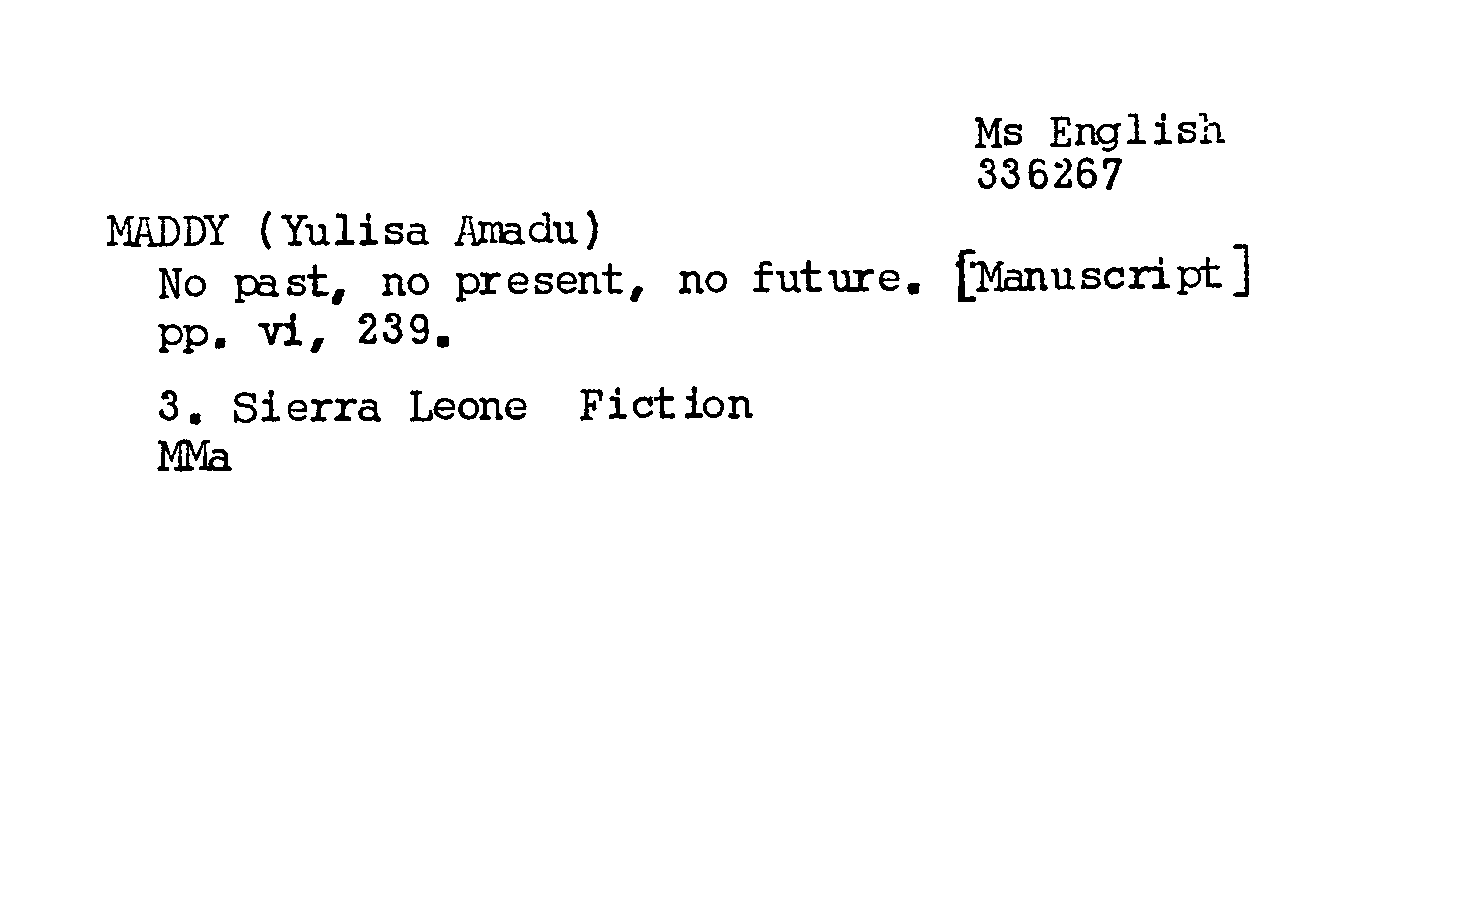 Ms English
336267
MADDY (Yulisa Amadu)
No past, no present, no future. [Manuscript]
pp. vi, 239.
3. Sierra Leone Fiction
MMa